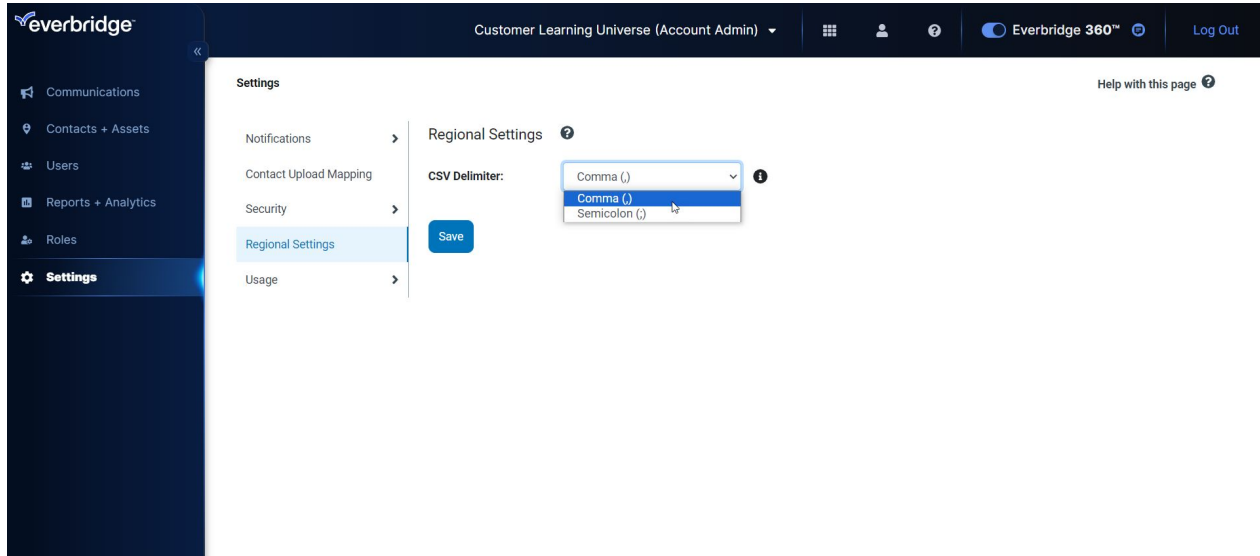 everbridge
Customer Learning Universe (Account Admin)
Everbridge 360™
Log Out
Communications
Contacts + Assets
Users
Reports + Analytics
Roles
Settings
Settings
Help with this page
Notifications
Contact Upload Mapping
Security
Regional Settings
Usage
Regional Settings
CSV Delimiter:
Comma (,)
Comma (,)
Semicolon (;)
Save